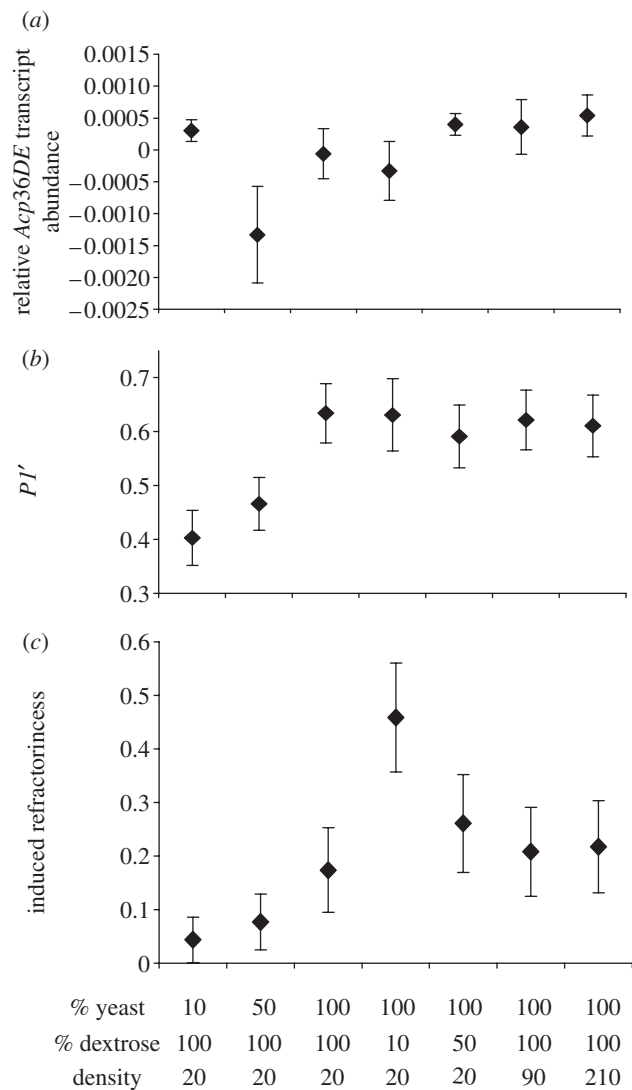 (a)
relative Acp36DE transcript
abundance
0.0015
0.0010
0.0005
0
−0.0005
−0.0010
−0.0015
−0.0020
−0.0025
(b)
P1′
0.7
0.6
0.5
0.4
0.3
(c)
induced refractorincess
0.6
0.5
0.4
0.3
0.2
0.1
0
% yeast 10 50 100 100 100 100 100
% dextrose 100 100 100 10 50 100 100
density 20 20 20 20 20 90 210